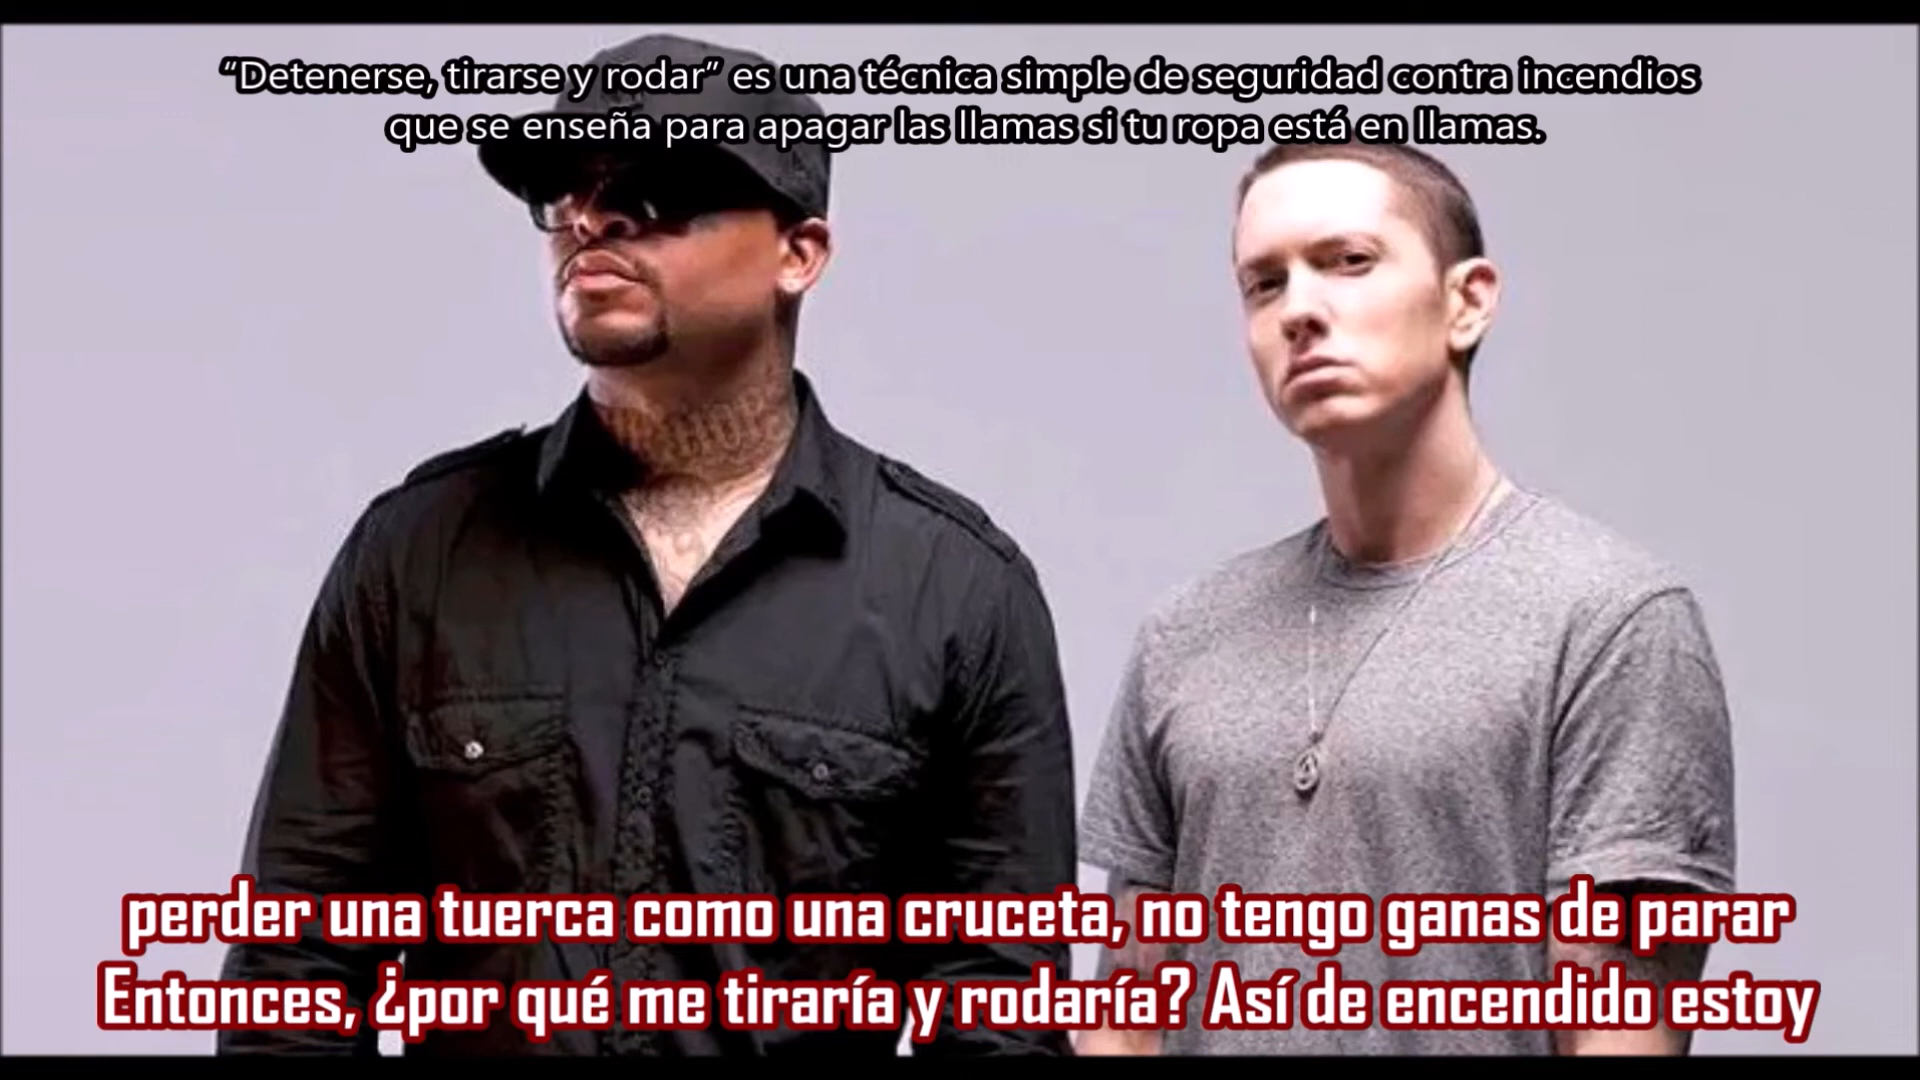 “Detenerse, tirarse y rodar” es una técnica simple de seguridad contra incendios
que se enseña para apagar las llamas si tu ropa está en llamas.
perder una tuerca como una cruceta, no tengo ganas de parar
Entonces, ¿por qué me tiraría y rodaría? Así de encendido estoy